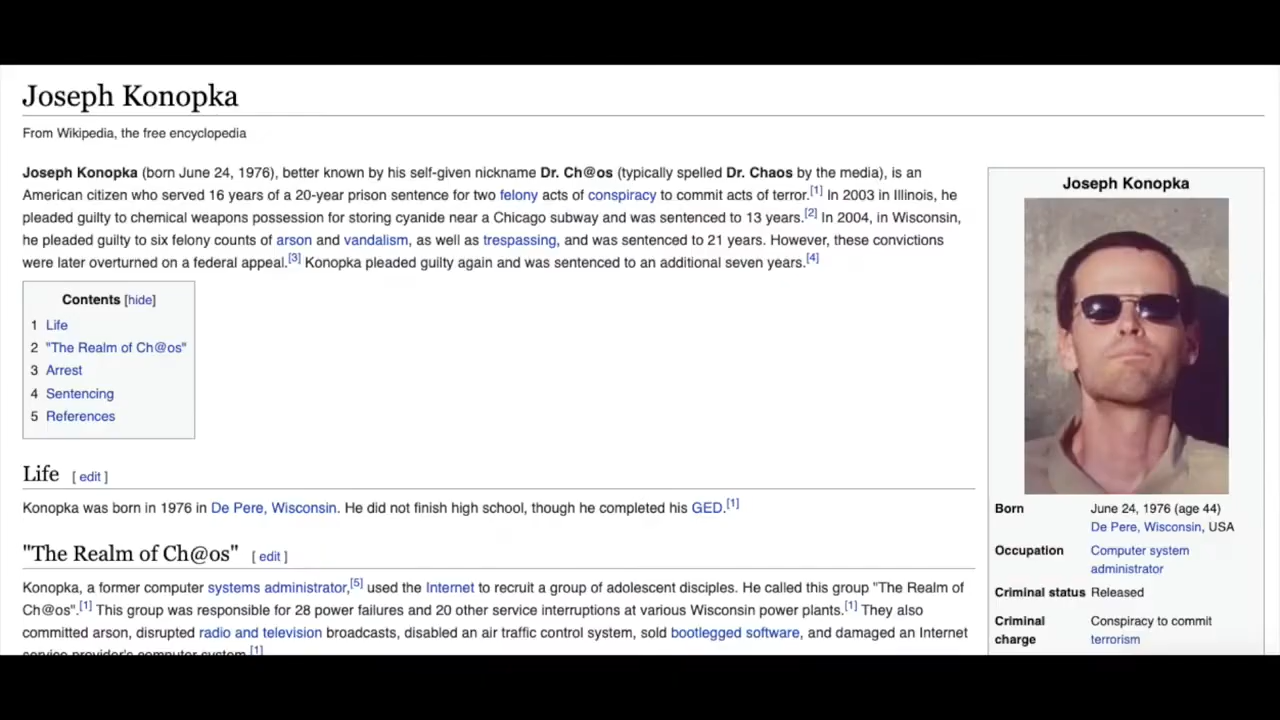 Joseph Konopka
From Wikipedia, the free encyclopedia
Joseph Konopka (born June 24, 1976), better known by his self-given nickname Dr. Ch@os (typically spelled Dr. Chaos by the media), is an
American citizen who served 16 years of a 20-year prison sentence for two felony acts of conspiracy to commit acts of terror.[1] In 2003 in Illinois, he
pleaded guilty to chemical weapons possession for storing cyanide near a Chicago subway and was sentenced to 13 years.[2] In 2004, in Wisconsin,
he pleaded guilty to six felony counts of arson and vandalism, as well as trespassing, and was sentenced to 21 years. However, these convictions
were later overturned on a federal appeal.[3] Konopka pleaded guilty again and was sentenced to an additional seven years.[4]
Contents [hide]
1 Life
2 "The Realm of Ch@os"
3 Arrest
4 Sentencing
5 References
Life [ edit ]
Konopka was born in 1976 in De Pere, Wisconsin. He did not finish high school, though he completed his GED.[1]
"The Realm of Ch@os" [ edit ]
Konopka, a former computer systems administrator,[5] used the Internet to recruit a group of adolescent disciples. He called this group "The Realm of
Ch@os".[1] This group was responsible for 28 power failures and 20 other service interruptions at various Wisconsin power plants.[1] They also
committed arson, disrupted radio and television broadcasts, disabled an air traffic control system, sold bootlegged software, and damaged an Internet
service provider's computer system.[1]
Joseph Konopka
Born June 24, 1976 (age 44)
De Pere, Wisconsin, USA
Occupation Computer system
administrator
Criminal status Released
Criminal Conspiracy to commit
charge terrorism